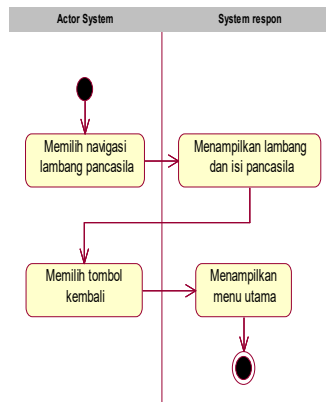 Actor System
System respon
Memilih navigasi
lambang pancasila
Menampilkan lambang
dan isi pancasila
Memilih tombol
kembali
Menampilkan
menu utama